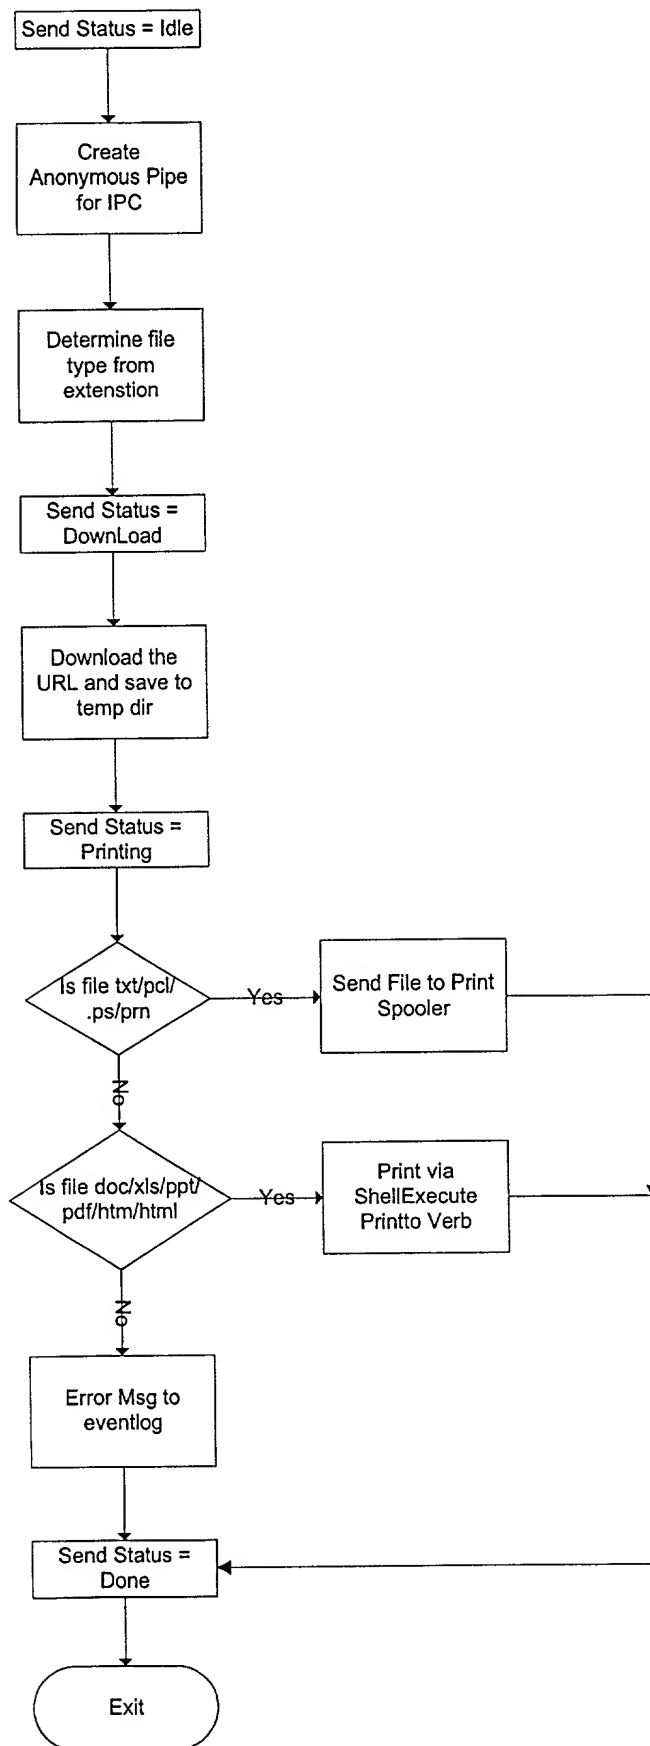 Send Status = Idle
Create
Anonymous Pipe
for IPC
Determine file
type from
extenstion
Send Status =
DownLoad
Download the
URL and save to
temp dir
Send Status =
Printing
Is file txt/pcl/
.ps/prn
Yes
Send File to Print
Spooler
No
Is file doc/xls/ppt/
pdf/htm/html
Yes
Print via
ShellExecute
Printto Verb
No
Error Msg to
eventlog
Send Status =
Done
Exit